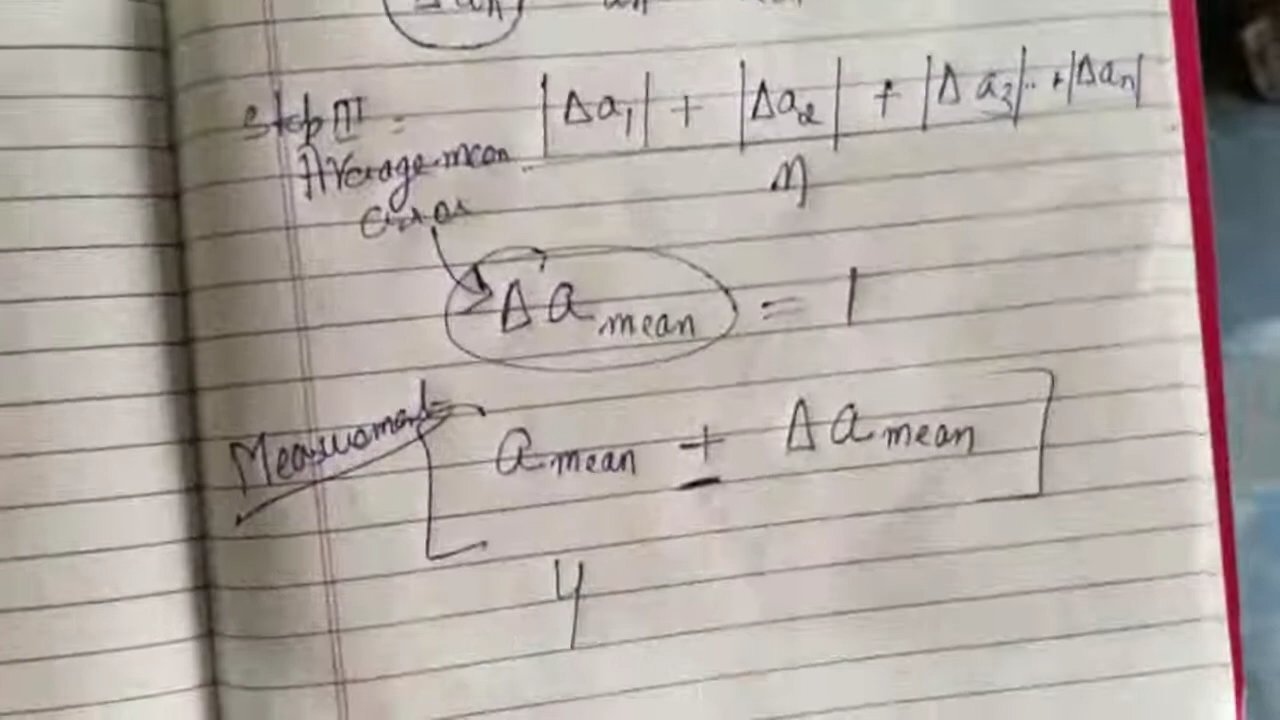 Step III :
|Δa₁| + |Δa₂| + |Δa₃|.. + |Δaₙ|
Average mean
n
error
Δa mean = 1
Measurement
a mean ± Δa mean
4